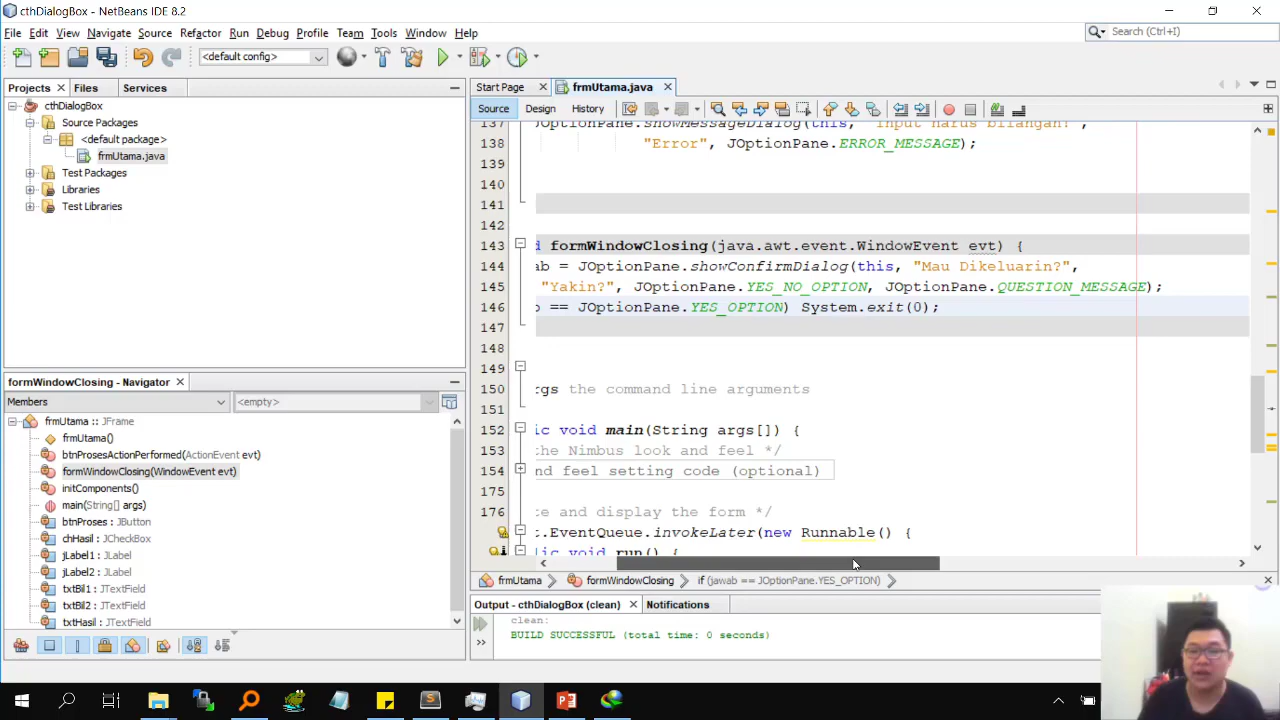 cthDialogBox - NetBeans IDE 8.2
File Edit View Navigate Source Refactor Run Debug Profile Team Tools Window Help
Search (Ctrl+I)
<default config>
Projects Files Services
cthDialogBox
Source Packages
<default package>
frmUtama.java
Test Packages
Libraries
Test Libraries
formWindowClosing - Navigator
Members <empty>
frmUtama :: JFrame
frmUtama()
btnProsesActionPerformed(ActionEvent evt)
formWindowClosing(WindowEvent evt)
initComponents()
main(String[] args)
btnProses : JButton
chHasil : JCheckBox
jLabel1 : JLabel
jLabel2 : JLabel
txtBil1 : JTextField
txtBil2 : JTextField
txtHasil : JTextField
Start Page frmUtama.java
Source Design History
137 JOptionPane.showMessageDialog(this, "Input harus bilangan!",
138 "Error", JOptionPane.ERROR_MESSAGE);
139
140
141
142
143 d formWindowClosing(java.awt.event.WindowEvent evt) {
144 ab = JOptionPane.showConfirmDialog(this, "Mau Dikeluarin?",
145 "Yakin?", JOptionPane.YES_NO_OPTION, JOptionPane.QUESTION_MESSAGE);
146 b == JOptionPane.YES_OPTION) System.exit(0);
147
148
149
150 rgs the command line arguments
151
152 ic void main(String args[]) {
153 the Nimbus look and feel */
154 nd feel setting code (optional)
175
176 ce and display the form */
t.EventQueue.invokeLater(new Runnable() {
lic void run() {
frmUtama formWindowClosing if (jawab == JOptionPane.YES_OPTION)
Output - cthDialogBox (clean) Notifications
clean:
BUILD SUCCESSFUL (total time: 0 seconds)